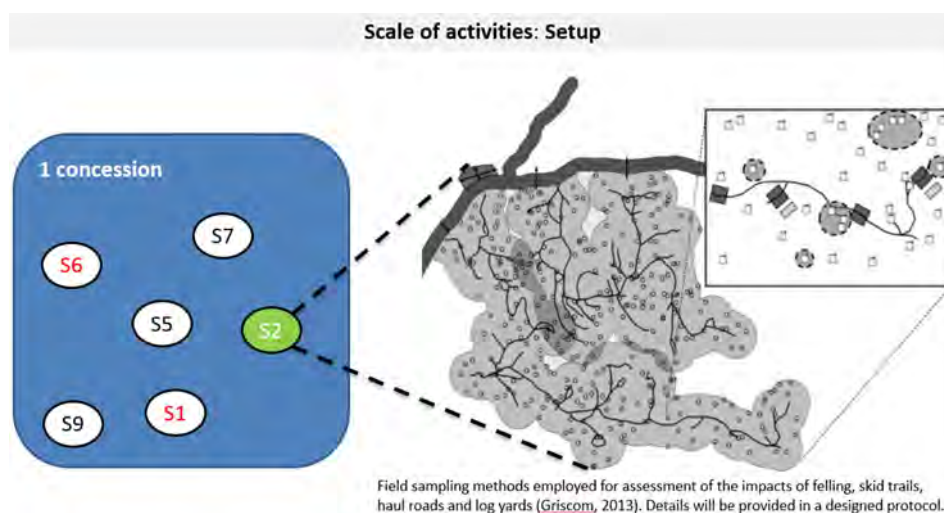 Scale of activities: Setup
1 concession
S7
S6
S5
S2
S1
S9
Field sampling methods employed for assessment of the impacts of felling, skid trails,
haul roads and log yards (Griscom, 2013). Details will be provided in a designed protocol.